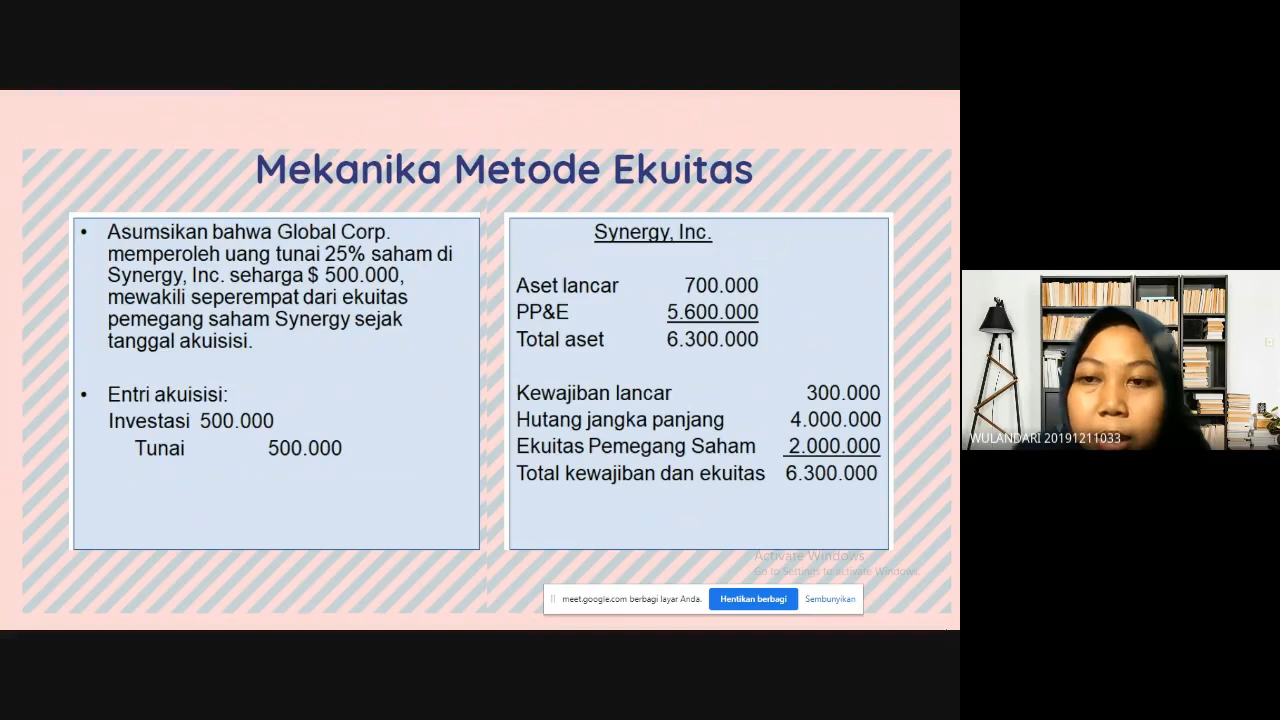 Mekanika Metode Ekuitas
• Asumsikan bahwa Global Corp.
memperoleh uang tunai 25% saham di
Synergy, Inc. seharga $ 500.000,
mewakili seperempat dari ekuitas
pemegang saham Synergy sejak
tanggal akuisisi.
• Entri akuisisi:
Investasi 500.000
Tunai 500.000
Synergy, Inc.
Aset lancar 700.000
PP&E 5.600.000
Total aset 6.300.000
Kewajiban lancar 300.000
Hutang jangka panjang 4.000.000
Ekuitas Pemegang Saham 2.000.000
Total kewajiban dan ekuitas 6.300.000
Activate Windows
Go to Settings to activate Windows.
meet.google.com berbagi layar Anda. Hentikan berbagi Sembunyikan
WULANDARI 20191211033